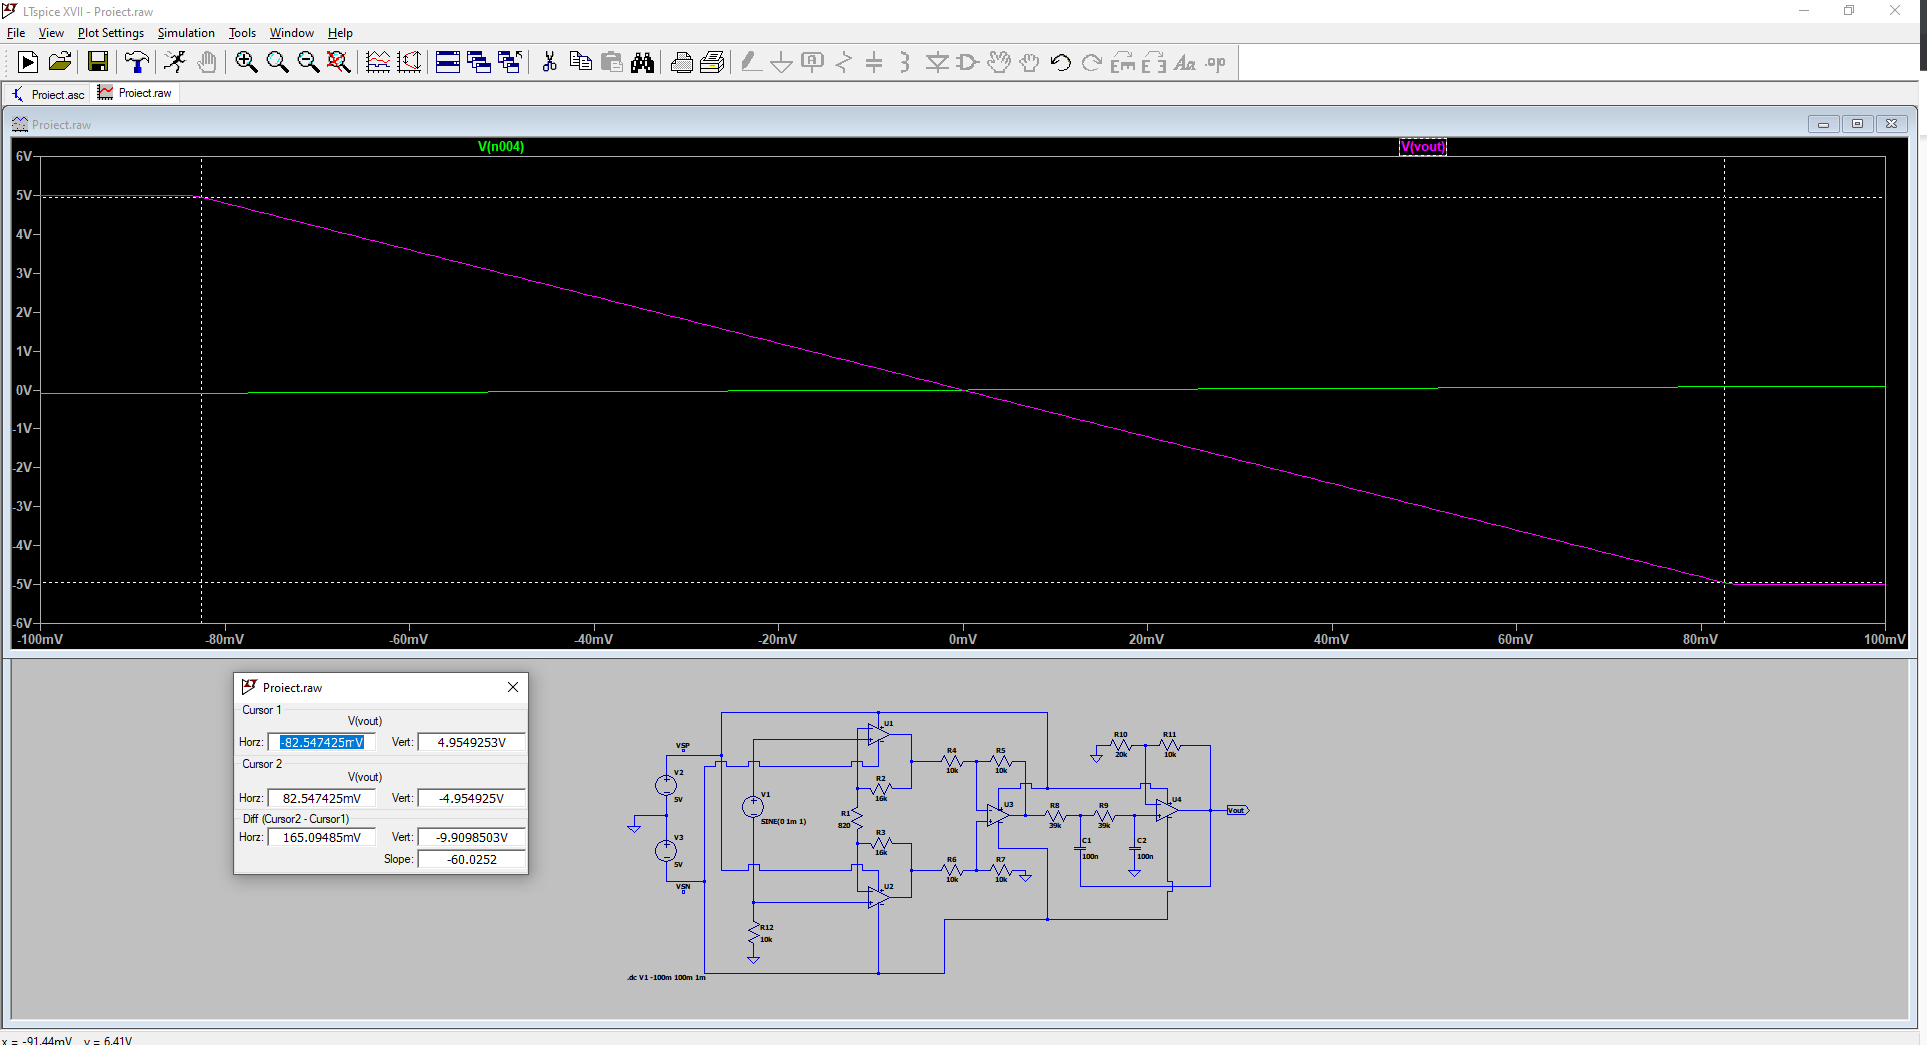 LTspice XVII - Proiect.raw
File View Plot Settings Simulation Tools Window Help
Proiect.asc Proiect.raw
Proiect.raw
V(n004) V(vout)
6V
5V
4V
3V
2V
1V
0V
-1V
-2V
-3V
-4V
-5V
-6V
-100mV -80mV -60mV -40mV -20mV 0mV 20mV 40mV 60mV 80mV 100mV
Proiect.raw
Cursor 1
V(vout)
Horz: -82.547425mV Vert: 4.9549253V
Cursor 2
V(vout)
Horz: 82.547425mV Vert: -4.954925V
Diff (Cursor2 - Cursor1)
Horz: 165.09485mV Vert: -9.9098503V
Slope: -60.0252
U1
VSP
R10 R11
20k 10k
R4 R5
10k 10k
V2
5V
R2
16k
V1
SINE(0 1m 1)
R1
820
U3
R8 R9
39k 39k
U4
Vout
V3
5V
R3
16k
C1 C2
100n 100n
R6 R7
10k 10k
VSN
U2
R12
10k
.dc V1 -100m 100m 1m
x = -91.44mV y = 6.41V